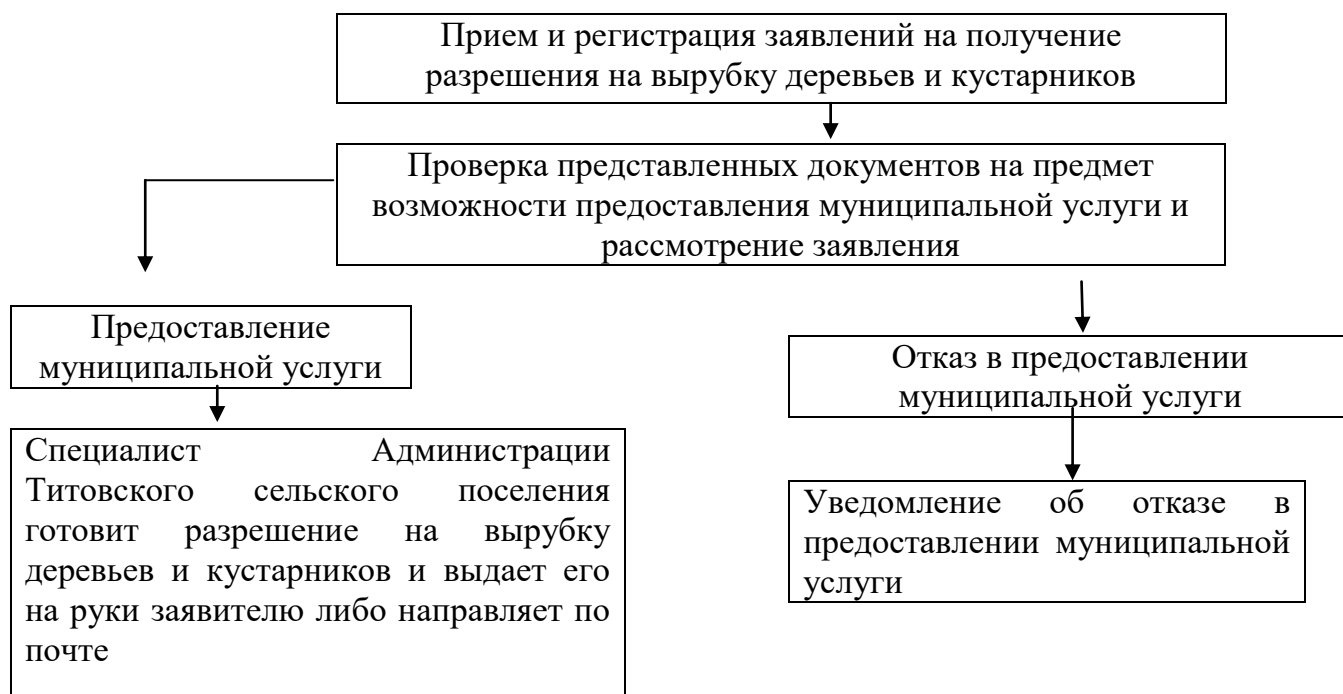 Прием и регистрация заявлений на получение
разрешения на вырубку деревьев и кустарников
Проверка представленных документов на предмет
возможности предоставления муниципальной услуги и
рассмотрение заявления
Предоставление
муниципальной услуги
Отказ в предоставлении
муниципальной услуги
Специалист Администрации
Титовского сельского поселения
готовит разрешение на вырубку
деревьев и кустарников и выдает его
на руки заявителю либо направляет по
почте
Уведомление об отказе в
предоставлении муниципальной
услуги